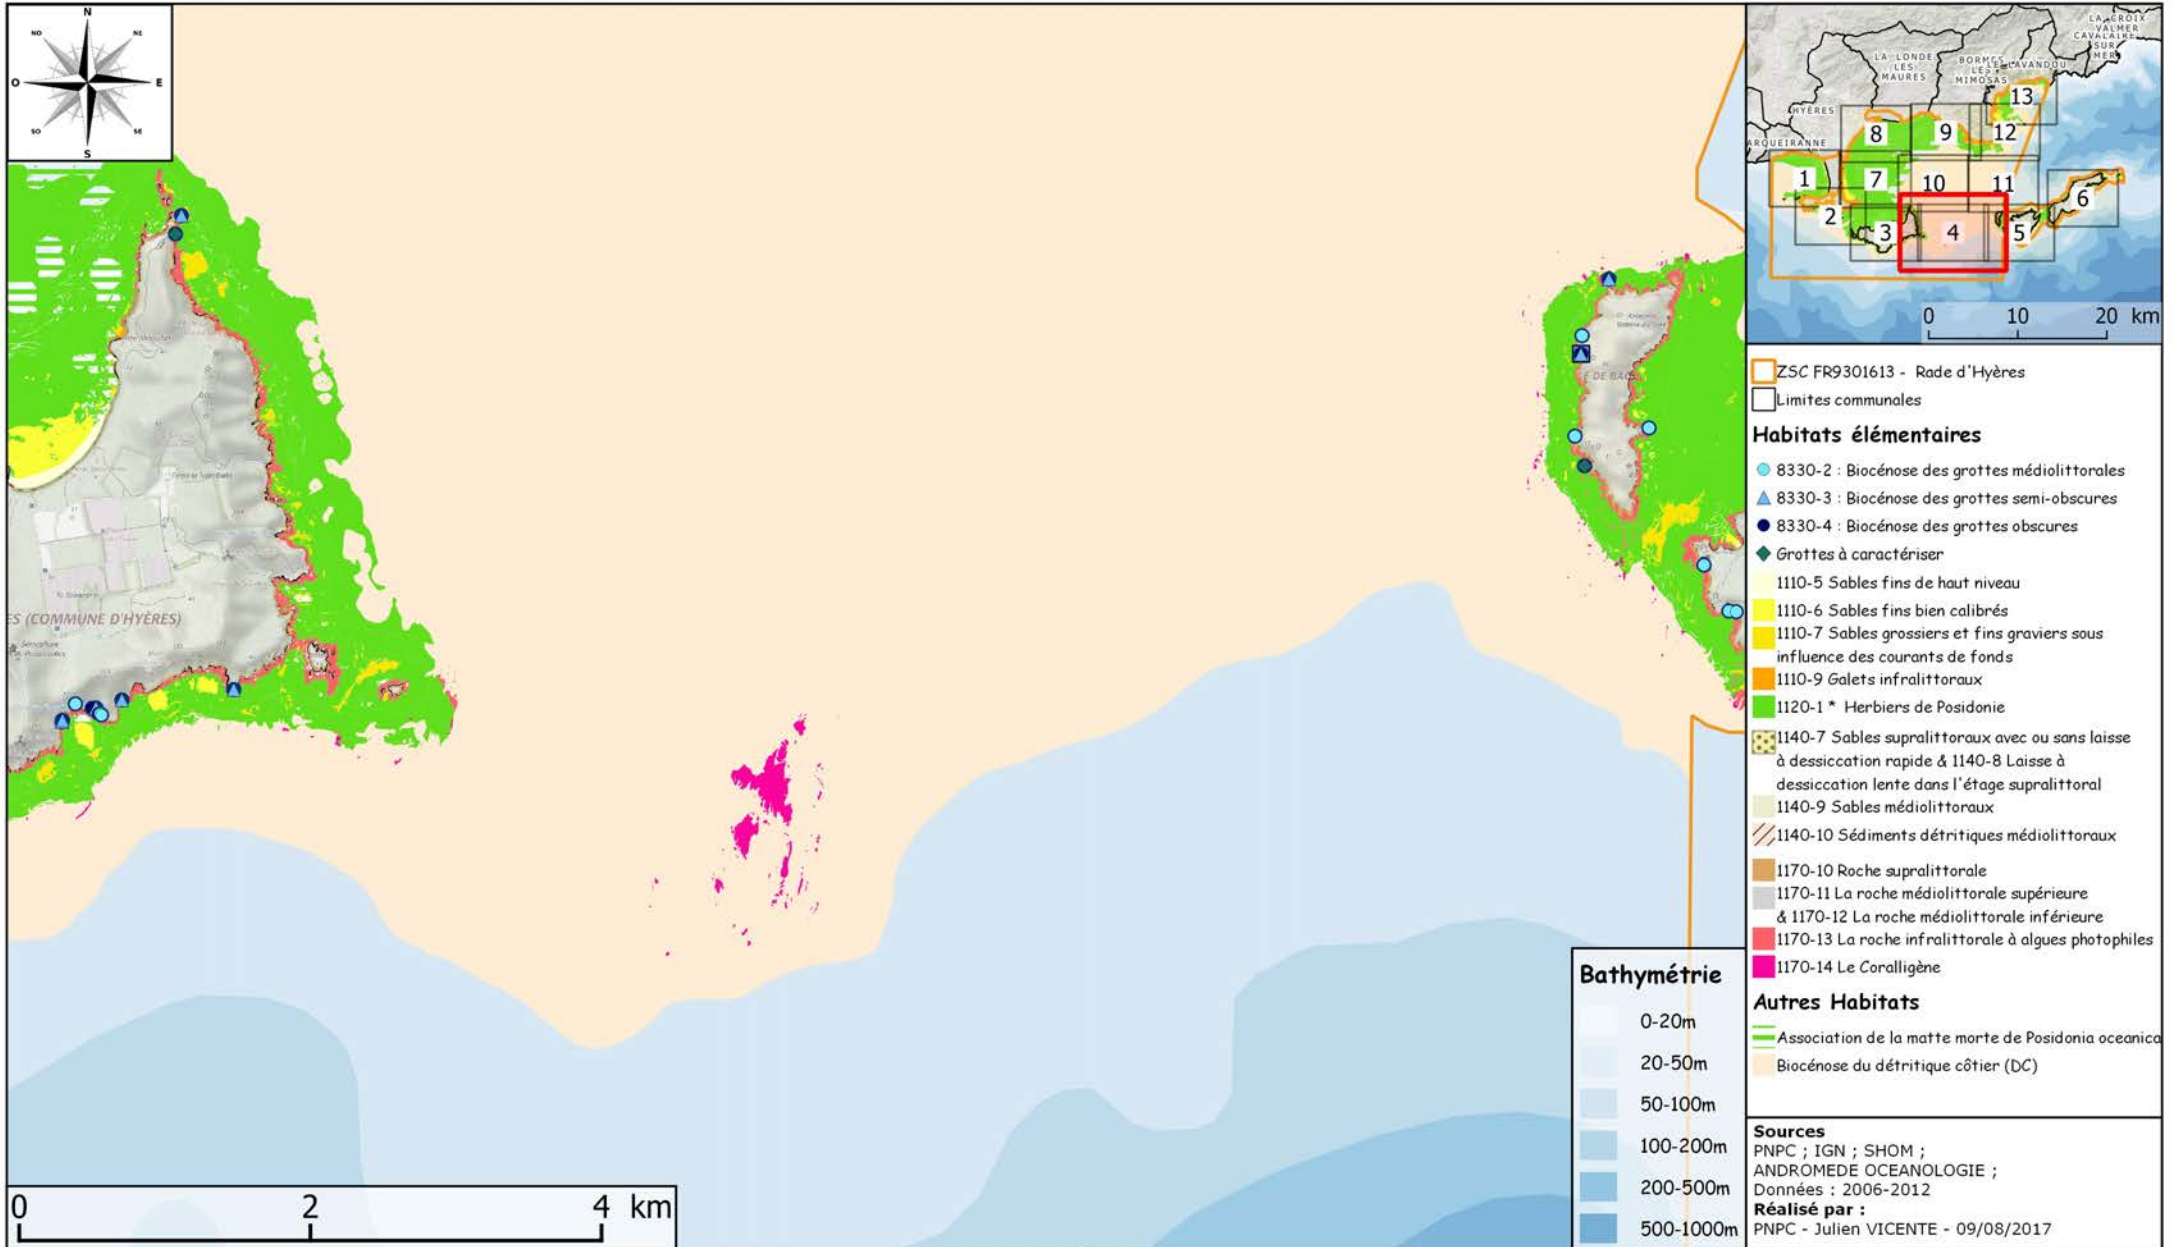 N
NO
NE
O
E
SO
SE
S
ES (COMMUNE D'HYÈRES)
LA CROIX
VALMER
CAVALAIRE
SUR
MER
LA LONDE
LES
MAURES
BORMES
LES
MIMOSAS
LE LAVANDOU
HYÈRES
ARQUEIRANNE
1
2
3
4
5
6
7
8
9
10
11
12
13
0 10 20 km
ZSC FR9301613 - Rade d'Hyères
Limites communales
Habitats élémentaires
8330-2 : Biocénose des grottes médiolittorales
8330-3 : Biocénose des grottes semi-obscures
8330-4 : Biocénose des grottes obscures
Grottes à caractériser
1110-5 Sables fins de haut niveau
1110-6 Sables fins bien calibrés
1110-7 Sables grossiers et fins graviers sous
influence des courants de fonds
1110-9 Galets infralittoraux
1120-1 * Herbiers de Posidonie
1140-7 Sables supralittoraux avec ou sans laisse
à dessiccation rapide & 1140-8 Laisse à
dessiccation lente dans l'étage supralittoral
1140-9 Sables médiolittoraux
1140-10 Sédiments détritiques médiolittoraux
1170-10 Roche supralittorale
1170-11 La roche médiolittorale supérieure
& 1170-12 La roche médiolittorale inférieure
1170-13 La roche infralittorale à algues photophiles
1170-14 Le Coralligène
Autres Habitats
Association de la matte morte de Posidonia oceanica
Biocénose du détritique côtier (DC)
Bathymétrie
0-20m
20-50m
50-100m
100-200m
200-500m
500-1000m
0 2 4 km
Sources
PNPC ; IGN ; SHOM ;
ANDROMEDE OCEANOLOGIE ;
Données : 2006-2012
Réalisé par :
PNPC - Julien VICENTE - 09/08/2017